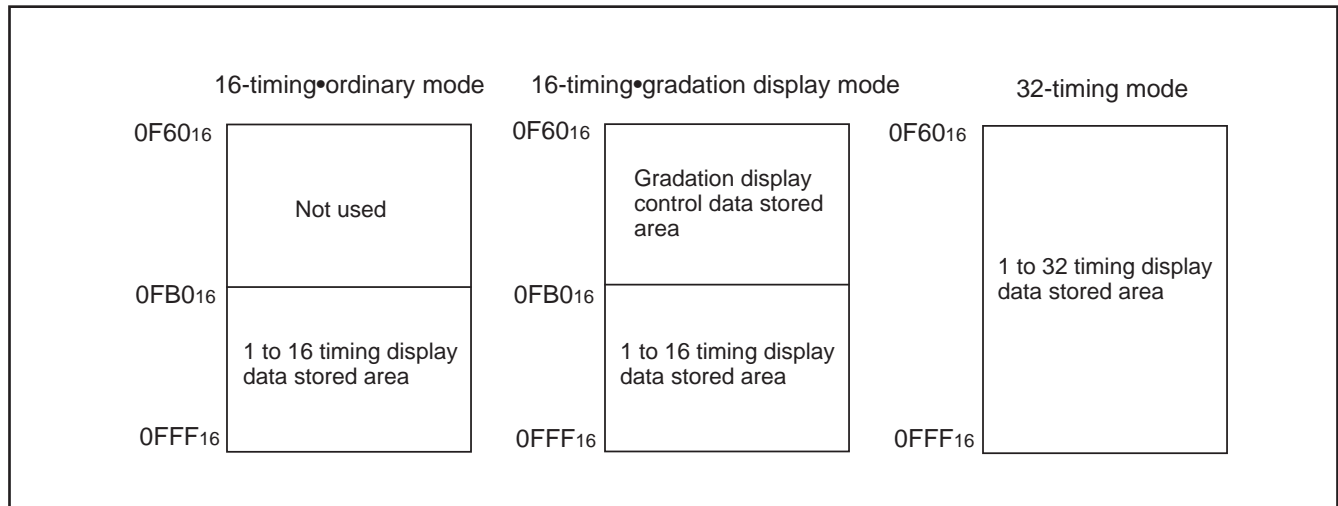 16-timing•ordinary mode
0F6016
Not used
0FB016
1 to 16 timing display
data stored area
0FFF16
16-timing•gradation display mode
0F6016
Gradation display
control data stored
area
0FB016
1 to 16 timing display
data stored area
0FFF16
32-timing mode
0F6016
1 to 32 timing display
data stored area
0FFF16